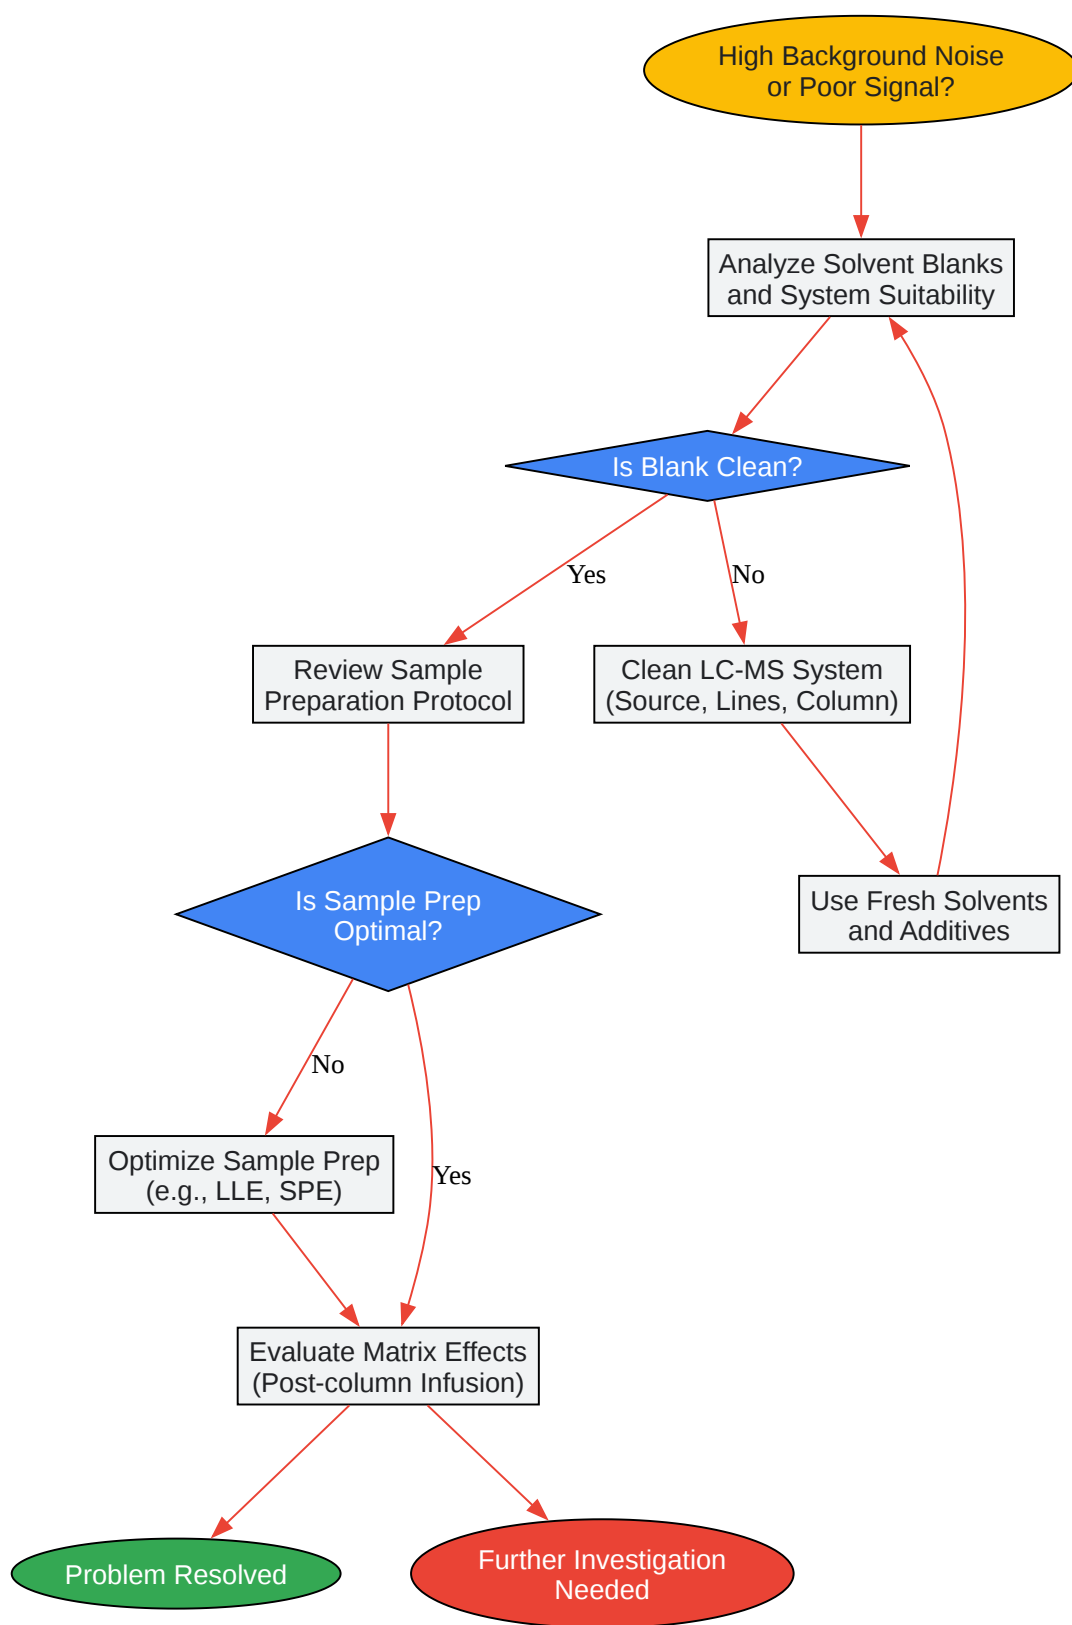 High Background Noise
or Poor Signal?
Analyze Solvent Blanks
and System Suitability
Is Blank Clean?
Yes
No
Review Sample
Preparation Protocol
Clean LC-MS System
(Source, Lines, Column)
Is Sample Prep
Optimal?
Use Fresh Solvents
and Additives
No
Yes
Optimize Sample Prep
(e.g., LLE, SPE)
Evaluate Matrix Effects
(Post-column Infusion)
Problem Resolved
Further Investigation
Needed